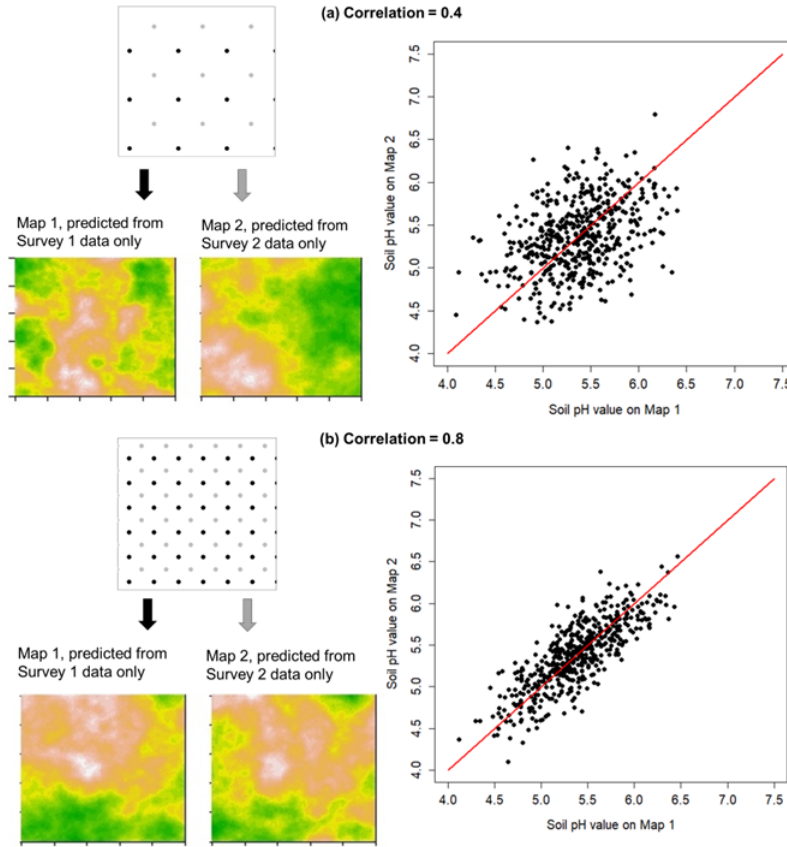 (a) Correlation = 0.4
Map 1, predicted from
Survey 1 data only
Map 2, predicted from
Survey 2 data only
Soil pH value on Map 2
7.5
7.0
6.5
6.0
5.5
5.0
4.5
4.0
4.0 4.5 5.0 5.5 6.0 6.5 7.0 7.5
Soil pH value on Map 1
(b) Correlation = 0.8
Map 1, predicted from
Survey 1 data only
Map 2, predicted from
Survey 2 data only
Soil pH value on Map 2
7.5
7.0
6.5
6.0
5.5
5.0
4.5
4.0
4.0 4.5 5.0 5.5 6.0 6.5 7.0 7.5
Soil pH value on Map 1